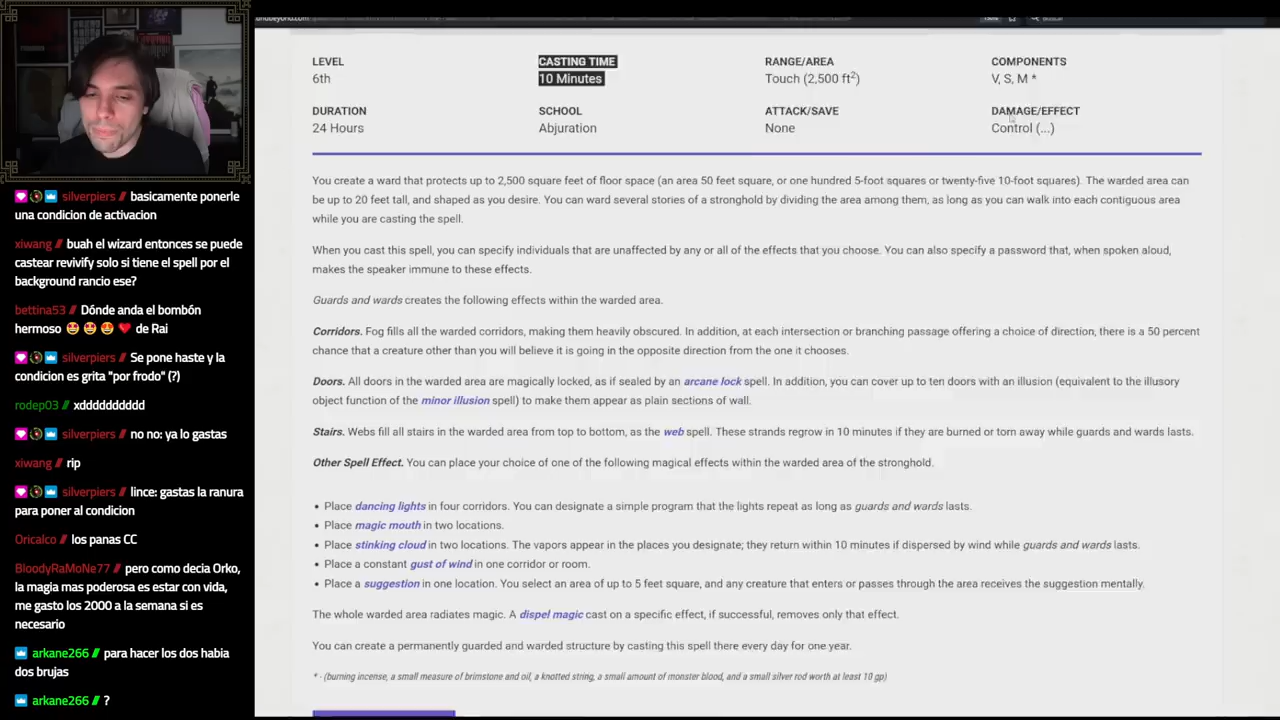 LEVEL
6th
CASTING TIME
10 Minutes
RANGE/AREA
Touch (2,500 ft²)
COMPONENTS
V, S, M *
DURATION
24 Hours
SCHOOL
Abjuration
ATTACK/SAVE
None
DAMAGE/EFFECT
Control (...)
You create a ward that protects up to 2,500 square feet of floor space (an area 50 feet square, or one hundred 5-foot squares or twenty-five 10-foot squares). The warded area can
be up to 20 feet tall, and shaped as you desire. You can ward several stories of a stronghold by dividing the area among them, as long as you can walk into each contiguous area
while you are casting the spell.
When you cast this spell, you can specify individuals that are unaffected by any or all of the effects that you choose. You can also specify a password that, when spoken aloud,
makes the speaker immune to these effects.
Guards and wards creates the following effects within the warded area.
Corridors. Fog fills all the warded corridors, making them heavily obscured. In addition, at each intersection or branching passage offering a choice of direction, there is a 50 percent
chance that a creature other than you will believe it is going in the opposite direction from the one it chooses.
Doors. All doors in the warded area are magically locked, as if sealed by an arcane lock spell. In addition, you can cover up to ten doors with an illusion (equivalent to the illusory
object function of the minor illusion spell) to make them appear as plain sections of wall.
Stairs. Webs fill all stairs in the warded area from top to bottom, as the web spell. These strands regrow in 10 minutes if they are burned or torn away while guards and wards lasts.
Other Spell Effect. You can place your choice of one of the following magical effects within the warded area of the stronghold.
• Place dancing lights in four corridors. You can designate a simple program that the lights repeat as long as guards and wards lasts.
• Place magic mouth in two locations.
• Place stinking cloud in two locations. The vapors appear in the places you designate; they return within 10 minutes if dispersed by wind while guards and wards lasts.
• Place a constant gust of wind in one corridor or room.
• Place a suggestion in one location. You select an area of up to 5 feet square, and any creature that enters or passes through the area receives the suggestion mentally.
The whole warded area radiates magic. A dispel magic cast on a specific effect, if successful, removes only that effect.
You can create a permanently guarded and warded structure by casting this spell there every day for one year.
* - (burning incense, a small measure of brimstone and oil, a knotted string, a small amount of monster blood, and a small silver rod worth at least 10 gp)
silverpiers // basicamente ponerle
una condicion de activacion
xiwang // buah el wizard entonces se puede
castear revivify solo si tiene el spell por el
background rancio ese?
bettina53 // Dónde anda el bombón
hermoso 😍😍😍❤️ de Rai
silverpiers // Se pone haste y la
condicion es grita "por frodo" (?)
rodep03 // xdddddddddd
silverpiers // no no: ya lo gastas
xiwang // rip
silverpiers // lince: gastas la ranura
para poner al condicion
Oricalco // los panas CC
BloodyRaMoNe77 // pero como decia Orko,
la magia mas poderosa es estar con vida,
me gasto los 2000 a la semana si es
necesario
arkane266 // para hacer los dos habia
dos brujas
arkane266 // ?